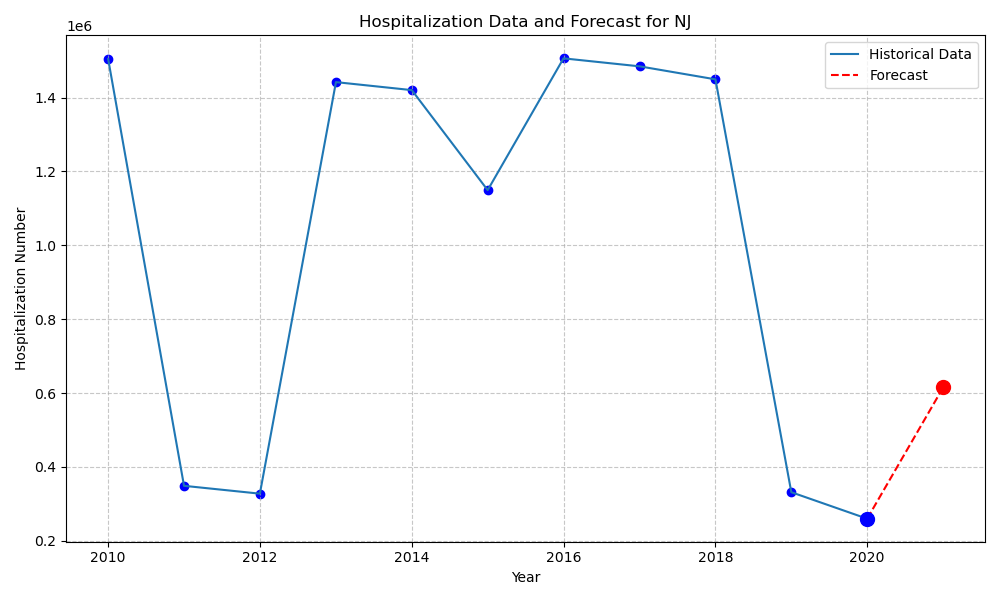 Hospitalization Data and Forecast for NJ
1e6
Historical Data
Forecast
1.4
1.2
1.0
0.8
0.6
0.4
0.2
Hospitalization Number
2010 2012 2014 2016 2018 2020
Year